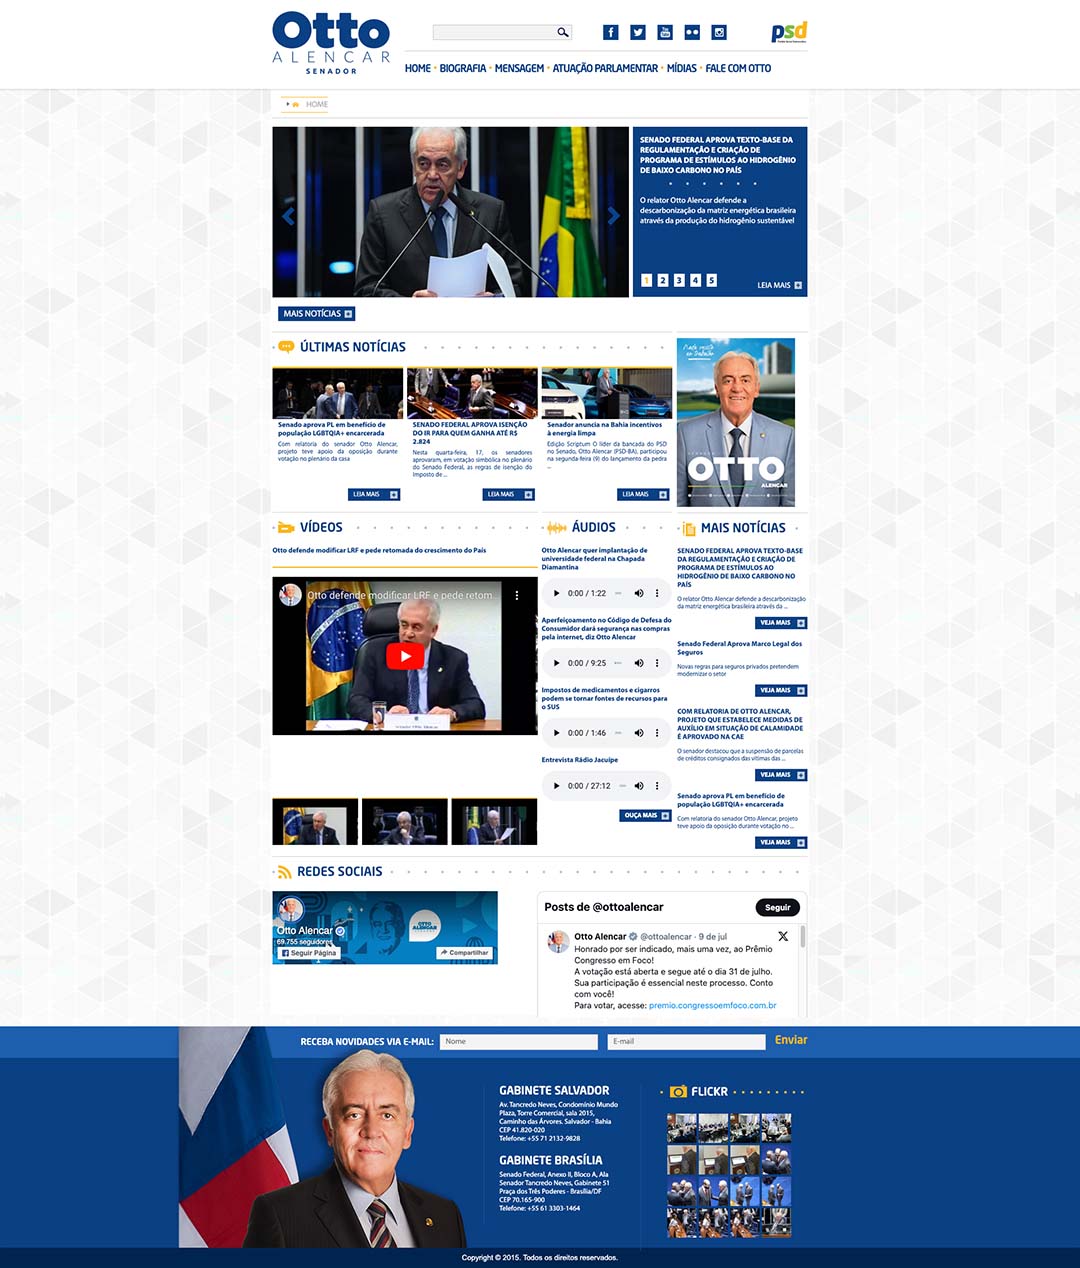 Otto
ALENCAR
SENADOR
psd
HOME • BIOGRAFIA • MENSAGEM • ATUAÇÃO PARLAMENTAR • MÍDIAS • FALE COM OTTO
HOME
SENADO FEDERAL APROVA TEXTO-BASE DA
REGULAMENTAÇÃO E CRIAÇÃO DE
PROGRAMA DE ESTÍMULOS AO HIDROGÊNIO
DE BAIXO CARBONO NO PAÍS
O relator Otto Alencar defende a
descarbonização da matriz energética brasileira
através da produção do hidrogênio sustentável
1 2 3 4 5
LEIA MAIS
MAIS NOTÍCIAS
ÚLTIMAS NOTÍCIAS
Senado aprova PL em benefício de
população LGBTQIA+ encarcerada
Com relatoria do senador Otto Alencar,
projeto teve apoio da oposição durante
votação no plenário da casa
LEIA MAIS
SENADO FEDERAL APROVA ISENÇÃO
DO IR PARA QUEM GANHA ATÉ R$
2.824
Nesta quarta-feira, 17, os senadores
aprovaram, em votação simbólica no plenário
do Senado Federal, as regras de isenção do
Imposto de ...
LEIA MAIS
Senador anuncia na Bahia incentivos
à energia limpa
Edição Scriptum O líder da bancada do PSD
no Senado, Otto Alencar (PSD-BA), participou
na segunda-feira (9) do lançamento da pedra
...
LEIA MAIS
OTTO
ALENCAR
VÍDEOS
Otto defende modificar LRF e pede retomada do crescimento do País
Otto defende modificar LRF e pede retom...
ÁUDIOS
Otto Alencar quer implantação de
universidade federal na Chapada
Diamantina
0:00 / 1:22
Aperfeiçoamento no Código de Defesa do
Consumidor dará segurança nas compras
pela internet, diz Otto Alencar
0:00 / 9:25
Impostos de medicamentos e cigarros
podem se tornar fontes de recursos para
o SUS
0:00 / 1:46
Entrevista Rádio Jacuípe
0:00 / 27:12
OUÇA MAIS
MAIS NOTÍCIAS
SENADO FEDERAL APROVA TEXTO-BASE
DA REGULAMENTAÇÃO E CRIAÇÃO DE
PROGRAMA DE ESTÍMULOS AO
HIDROGÊNIO DE BAIXO CARBONO NO
PAÍS
O relator Otto Alencar defende a descarbonização
da matriz energética brasileira através da ...
VEJA MAIS
Senado Federal Aprova Marco Legal dos
Seguros
Novas regras para seguros privados pretendem
modernizar o setor
VEJA MAIS
COM RELATORIA DE OTTO ALENCAR,
PROJETO QUE ESTABELECE MEDIDAS DE
AUXÍLIO EM SITUAÇÃO DE CALAMIDADE
É APROVADO NA CAE
O senador destacou que a suspensão de parcelas
de créditos consignados das vítimas das ...
VEJA MAIS
Senado aprova PL em benefício de
população LGBTQIA+ encarcerada
Com relatoria do senador Otto Alencar, projeto
teve apoio da oposição durante votação no ...
VEJA MAIS
REDES SOCIAIS
Otto Alencar
69.755 seguidores
Seguir Página
Compartilhar
OTTO
ALENCAR
Posts de @ottoalencar
Seguir
Otto Alencar @ottoalencar · 9 de jul
Honrado por ser indicado, mais uma vez, ao Prêmio
Congresso em Foco!
A votação está aberta e segue até o dia 31 de julho.
Sua participação é essencial neste processo. Conto
com você!
Para votar, acesse: premio.congressoemfoco.com.br
RECEBA NOVIDADES VIA E-MAIL:
Nome
E-mail
Enviar
GABINETE SALVADOR
Av. Tancredo Neves, Condomínio Mundo
Plaza, Torre Comercial, sala 2015,
Caminho das Árvores. Salvador - Bahia
CEP 41.820-020
Telefone: +55 71 2132-9828
GABINETE BRASÍLIA
Senado Federal, Anexo II, Bloco A, Ala
Senador Tancredo Neves, Gabinete 51
Praça dos Três Poderes - Brasília/DF
CEP 70.165-900
Telefone: +55 61 3303-1464
FLICKR
Copyright © 2015. Todos os direitos reservados.